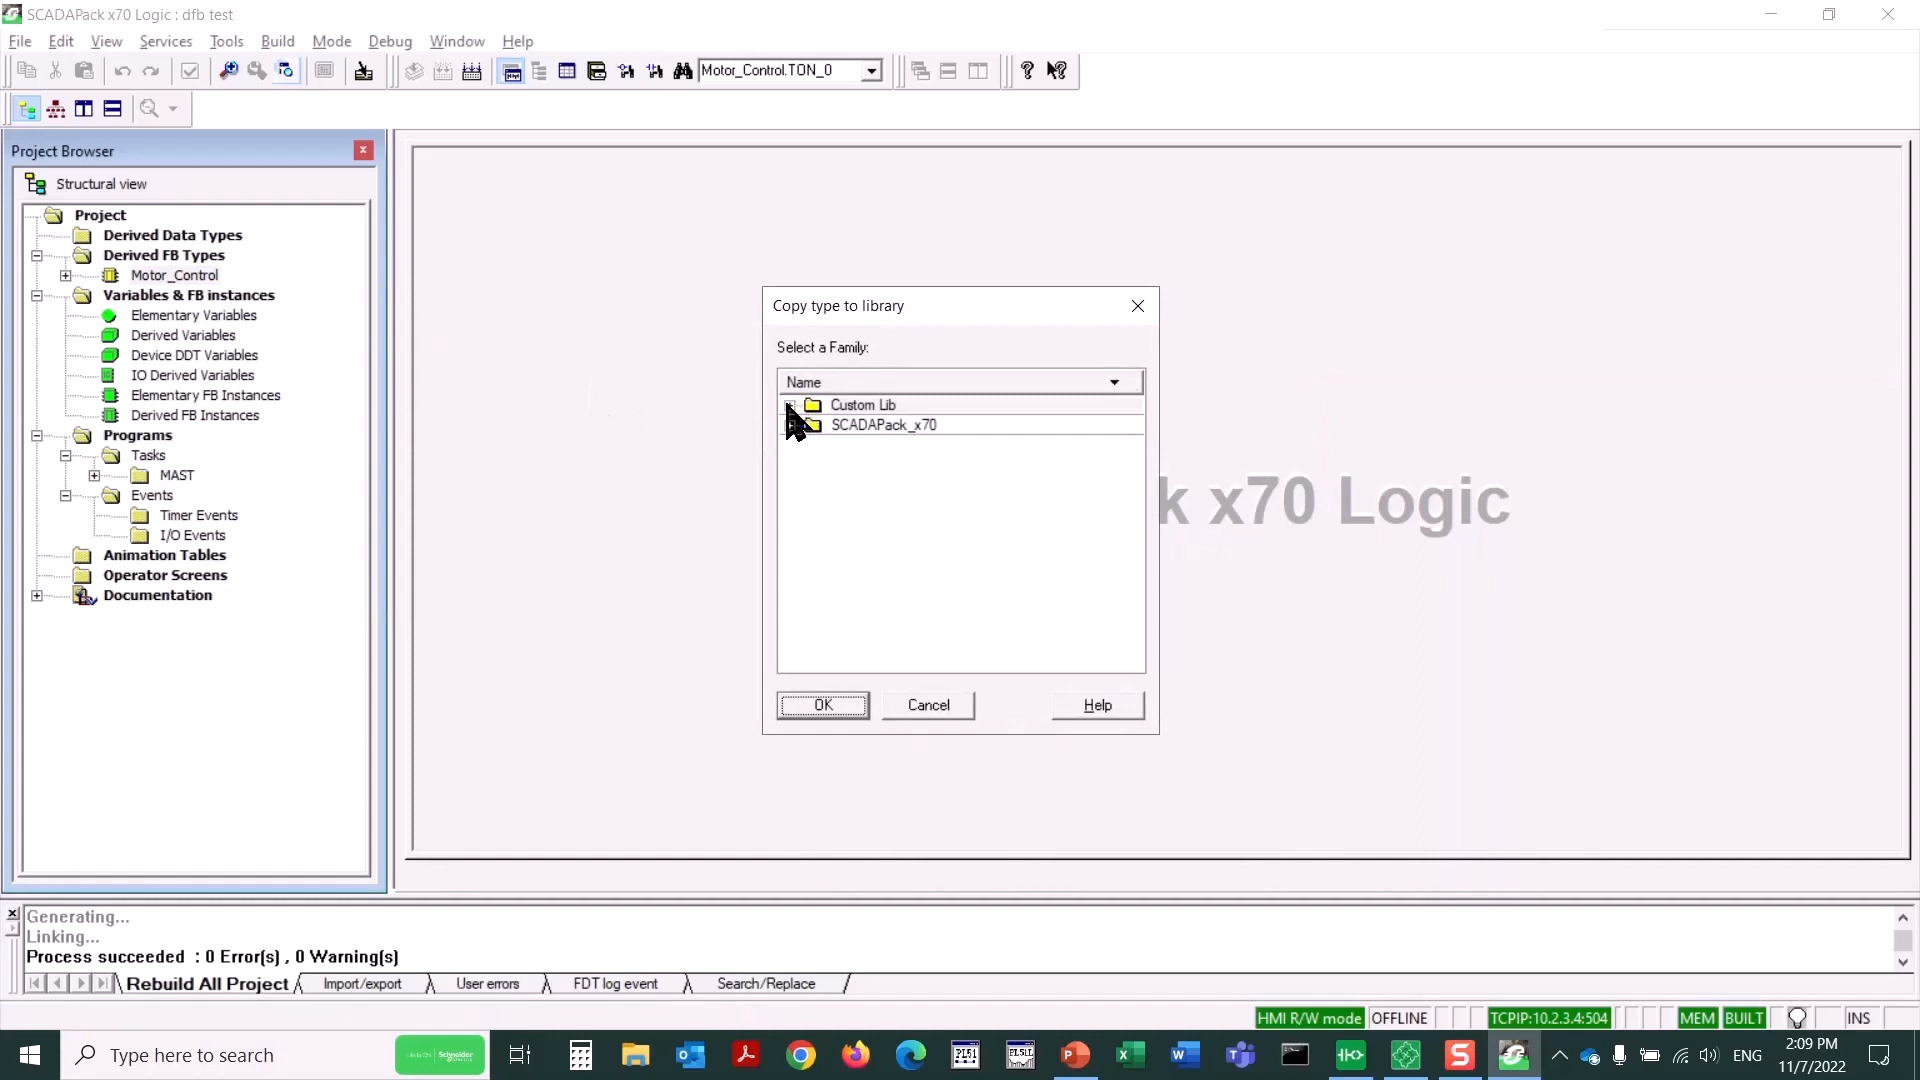 SCADAPack x70 Logic : dfb test
File Edit View Services Tools Build Mode Debug Window Help
Motor_Control.TON_0
Project Browser
Structural view
Project
Derived Data Types
Derived FB Types
Motor_Control
Variables & FB instances
Elementary Variables
Derived Variables
Device DDT Variables
IO Derived Variables
Elementary FB Instances
Derived FB Instances
Programs
Tasks
MAST
Events
Timer Events
I/O Events
Animation Tables
Operator Screens
Documentation
Copy type to library
Select a Family:
Name
Custom Lib
SCADAPack_x70
OK Cancel Help
k x70 Logic
Generating...
Linking...
Process succeeded : 0 Error(s) , 0 Warning(s)
Rebuild All Project Import/export User errors FDT log event Search/Replace
HMI R/W mode OFFLINE TCPIP:10.2.3.4:504 MEM BUILT INS
Type here to search
Schneider
PL51
ENG
2:09 PM
11/7/2022